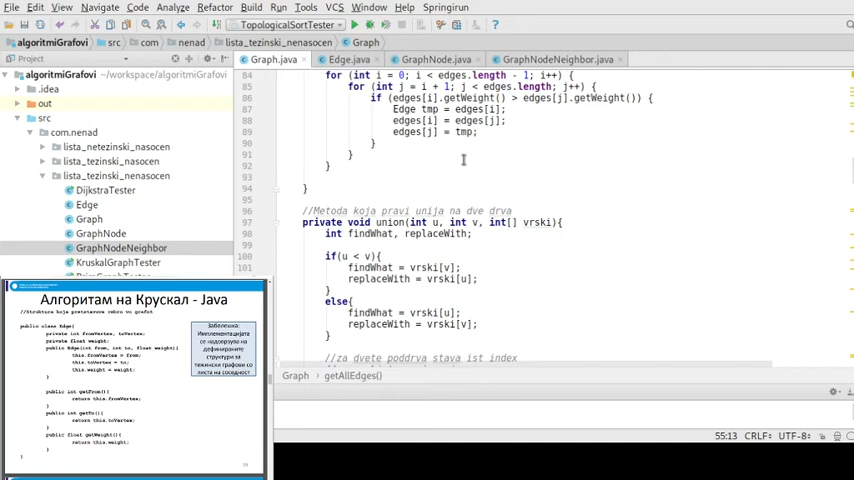 File Edit View Navigate Code Analyze Refactor Build Run Tools VCS Window Help Springirun
TopologicalSortTester
algoritmiGrafovi src com nenad lista_tezinski_nenasocen Graph
Project
Graph.java Edge.java GraphNode.java GraphNodeNeighbor.java
algoritmiGrafovi ~/workspace/algoritmiGrafovi
.idea
out
src
com.nenad
lista_netezinski_nasocen
lista_tezinski_nasocen
lista_tezinski_nenasocen
DijkstraTester
Edge
Graph
GraphNode
GraphNodeNeighbor
KruskalGraphTester
84 for (int i = 0; i < edges.length - 1; i++) {
85 for (int j = i + 1; j < edges.length; j++) {
86 if (edges[i].getWeight() > edges[j].getWeight()) {
87 Edge tmp = edges[i];
88 edges[i] = edges[j];
89 edges[j] = tmp;
90 }
91 }
92 }
93
94 }
95
96 //Metoda koja pravi unija na dve drva
97 private void union(int u, int v, int[] vrski){
98 int findWhat, replaceWith;
99
100 if(u < v){
101 findWhat = vrski[v];
replaceWith = vrski[u];
}
else{
findWhat = vrski[u];
replaceWith = vrski[v];
}
//za dvete poddrva stava ist index
Graph getAllEdges()
55:13 CRLF: UTF-8:
Алгоритам на Крускал - Java
//Struktura koja pretstavuva rebro vo grafot
public class Edge{
private int fromVertex, toVertex;
private float weight;
public Edge(int from, int to, float weight){
this.fromVertex = from;
this.toVertex = to;
this.weight = weight;
}
public int getFrom(){
return this.fromVertex;
}
public int getTo(){
return this.toVertex;
}
public float getWeight(){
return this.weight;
}
}
Забелешка:
Имплементацијата
се надоврзува на
дефинираните
структури за
тежински графови со
листа на соседност